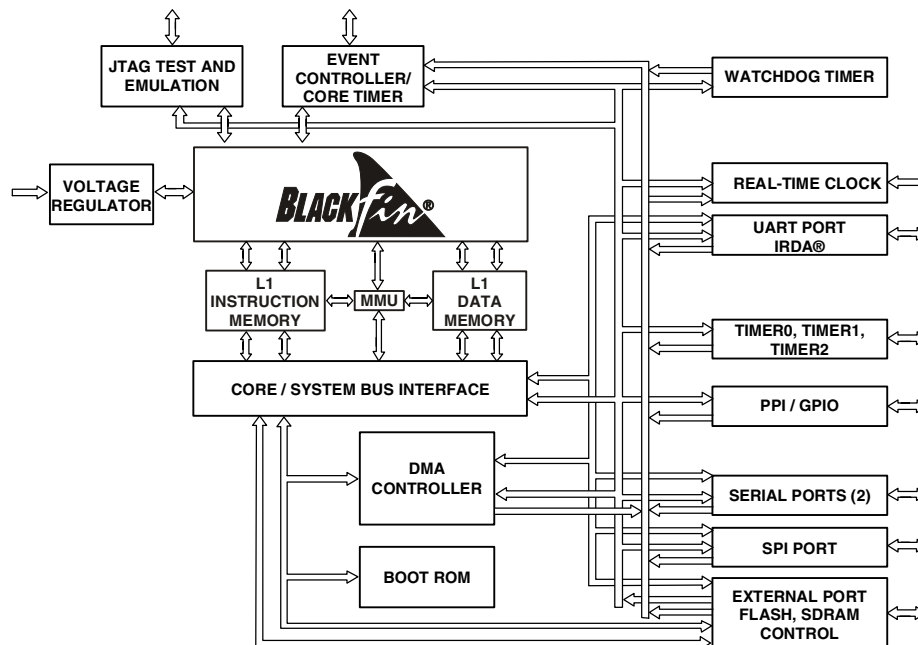 JTAG TEST AND
EMULATION
EVENT
CONTROLLER/
CORE TIMER
WATCHDOG TIMER
VOLTAGE
REGULATOR
BLACKfin®
REAL-TIME CLOCK
UART PORT
IRDA®
L1
INSTRUCTION
MEMORY
MMU
L1
DATA
MEMORY
TIMER0, TIMER1,
TIMER2
CORE / SYSTEM BUS INTERFACE
PPI / GPIO
DMA
CONTROLLER
SERIAL PORTS (2)
SPI PORT
BOOT ROM
EXTERNAL PORT
FLASH, SDRAM
CONTROL